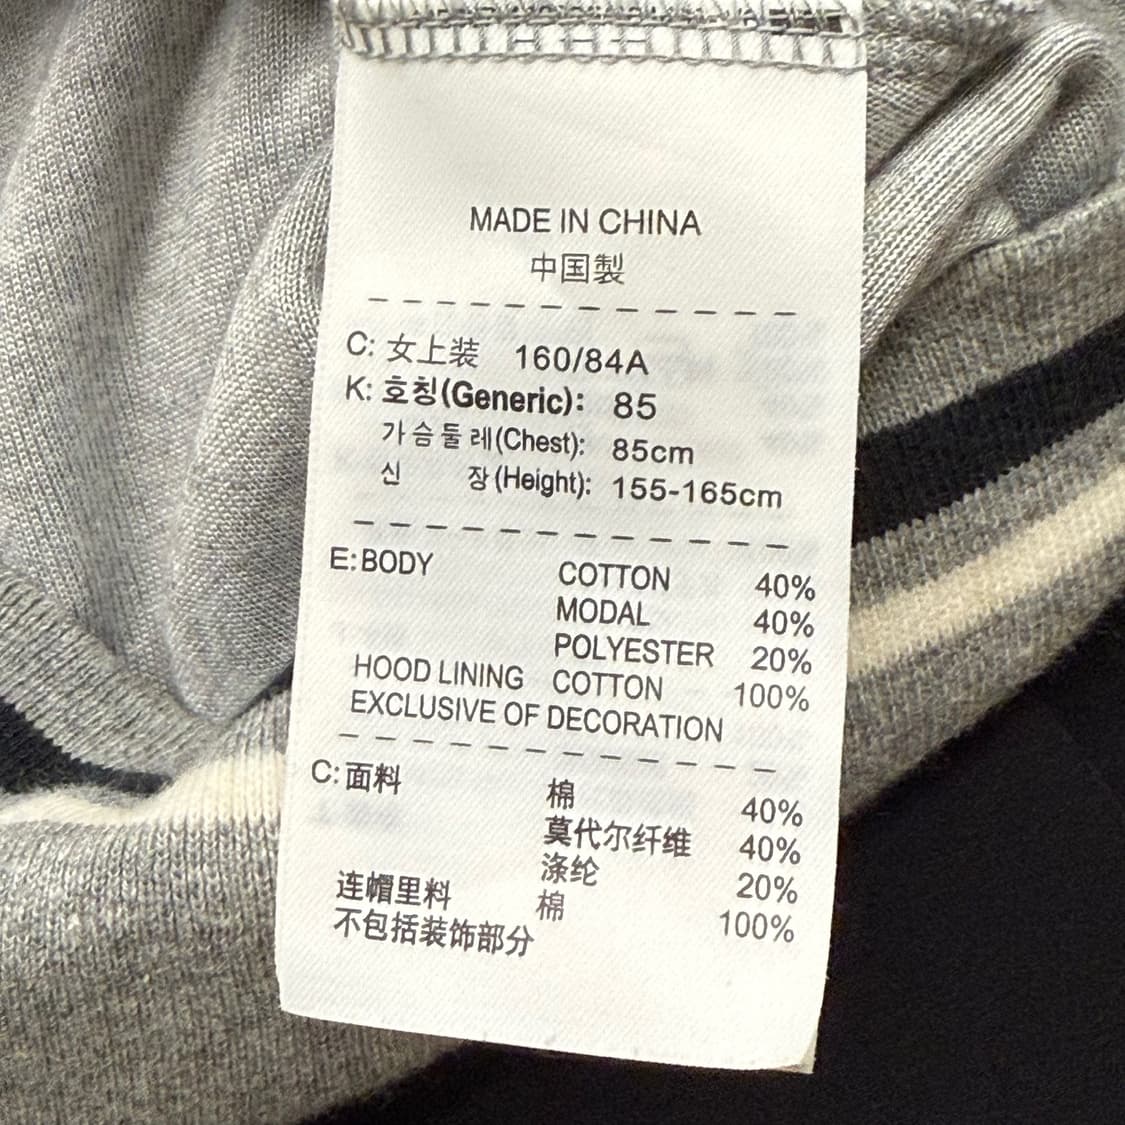 MADE IN CHINA
中国製
C: 女上装 160/84A
K: 호칭(Generic): 85
가슴둘레(Chest): 85cm
신 장(Height): 155-165cm
E: BODY COTTON 40%
MODAL 40%
POLYESTER 20%
HOOD LINING COTTON 100%
EXCLUSIVE OF DECORATION
C: 面料 棉 40%
莫代尔纤维 40%
涤纶 20%
连帽里料 棉 100%
不包括装饰部分